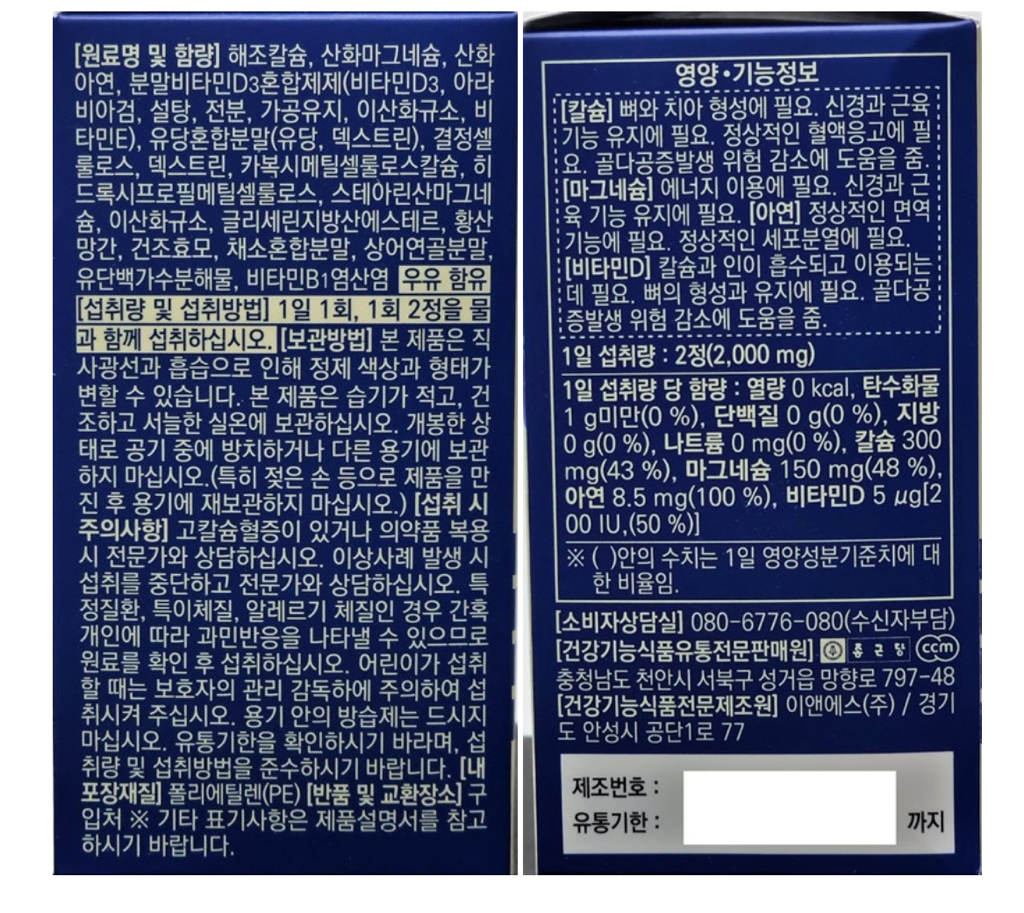 [원료명 및 함량] 해조칼슘, 산화마그네슘, 산화
아연, 분말비타민D3혼합제제(비타민D3, 아라
비아검, 설탕, 전분, 가공유지, 이산화규소, 비
타민E), 유당혼합분말(유당, 덱스트린), 결정셀
룰로스, 덱스트린, 카복시메틸셀룰로스칼슘, 히
드록시프로필메틸셀룰로스, 스테아린산마그네
슘, 이산화규소, 글리세린지방산에스테르, 황산
망간, 건조효모, 채소혼합분말, 상어연골분말,
유단백가수분해물, 비타민B1염산염 우유 함유
[섭취량 및 섭취방법] 1일 1회, 1회 2정을 물
과 함께 섭취하십시오. [보관방법] 본 제품은 직
사광선과 흡습으로 인해 정제 색상과 형태가
변할 수 있습니다. 본 제품은 습기가 적고, 건
조하고 서늘한 실온에 보관하십시오. 개봉한 상
태로 공기 중에 방치하거나 다른 용기에 보관
하지 마십시오.(특히 젖은 손 등으로 제품을 만
진 후 용기에 재보관하지 마십시오.) [섭취 시
주의사항] 고칼슘혈증이 있거나 의약품 복용
시 전문가와 상담하십시오. 이상사례 발생 시
섭취를 중단하고 전문가와 상담하십시오. 특
정질환, 특이체질, 알레르기 체질인 경우 간혹
개인에 따라 과민반응을 나타낼 수 있으므로
원료를 확인 후 섭취하십시오. 어린이가 섭취
할 때는 보호자의 관리 감독하에 주의하여 섭
취시켜 주십시오. 용기 안의 방습제는 드시지
마십시오. 유통기한을 확인하시기 바라며, 섭
취량 및 섭취방법을 준수하시기 바랍니다. [내
포장재질] 폴리에틸렌(PE) [반품 및 교환장소] 구
입처 ※ 기타 표기사항은 제품설명서를 참고
하시기 바랍니다.
영양·기능정보
[칼슘] 뼈와 치아 형성에 필요. 신경과 근육
기능 유지에 필요. 정상적인 혈액응고에 필
요. 골다공증발생 위험 감소에 도움을 줌.
[마그네슘] 에너지 이용에 필요. 신경과 근
육 기능 유지에 필요. [아연] 정상적인 면역
기능에 필요. 정상적인 세포분열에 필요.
[비타민D] 칼슘과 인이 흡수되고 이용되는
데 필요. 뼈의 형성과 유지에 필요. 골다공
증발생 위험 감소에 도움을 줌.
1일 섭취량 : 2정(2,000 mg)
1일 섭취량 당 함량 : 열량 0 kcal, 탄수화물
1 g미만(0 %), 단백질 0 g(0 %), 지방
0 g(0 %), 나트륨 0 mg(0 %), 칼슘 300
mg(43 %), 마그네슘 150 mg(48 %),
아연 8.5 mg(100 %), 비타민D 5 µg[2
00 IU,(50 %)]
※ ( )안의 수치는 1일 영양성분기준치에 대
한 비율임.
[소비자상담실] 080-6776-080(수신자부담)
[건강기능식품유통전문판매원] 종근당 ccm
충청남도 천안시 서북구 성거읍 망향로 797-48
[건강기능식품전문제조원] 이앤에스(주) / 경기
도 안성시 공단1로 77
제조번호 :
유통기한 : 까지